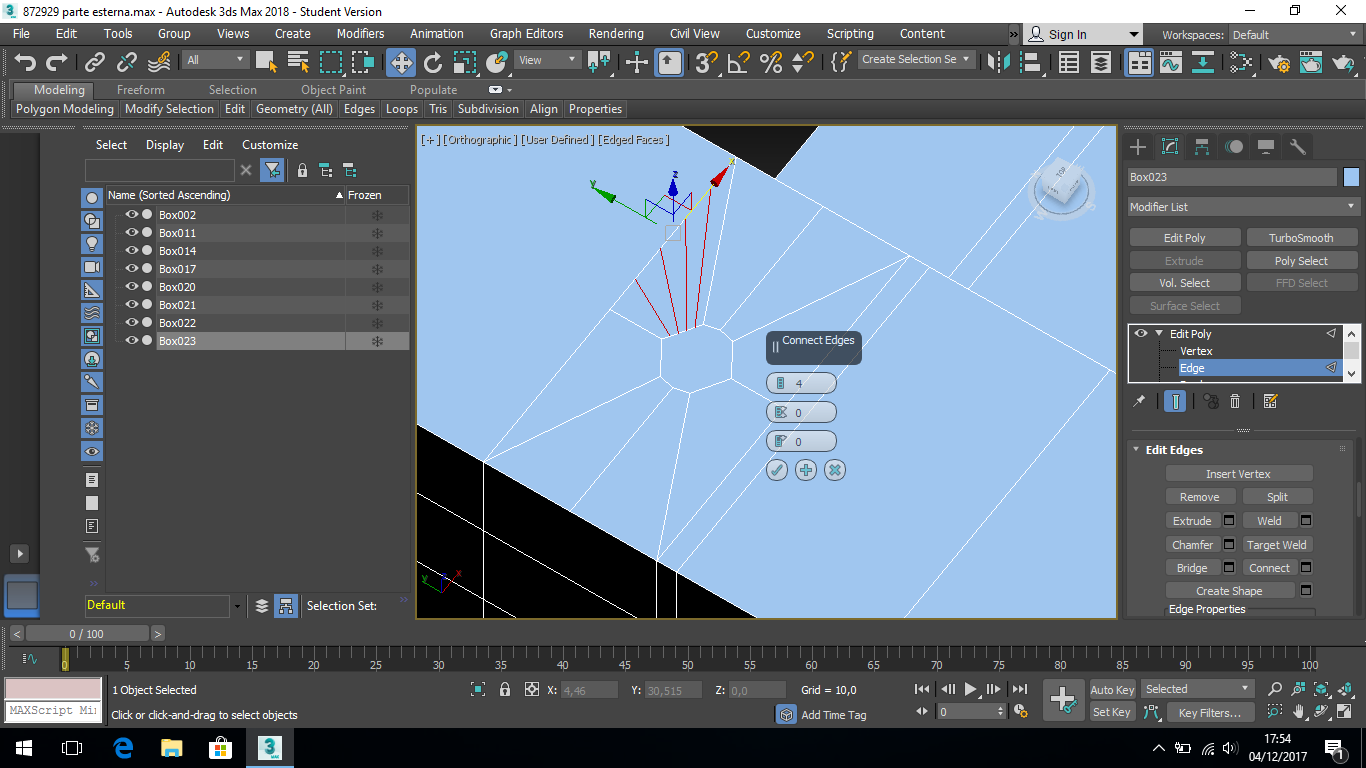 872929 parte esterna.max - Autodesk 3ds Max 2018 - Student Version
File Edit Tools Group Views Create Modifiers Animation Graph Editors Rendering Civil View Customize Scripting Content » Sign In Workspaces: Default
All View Create Selection Se
Modeling Freeform Selection Object Paint Populate
Polygon Modeling Modify Selection Edit Geometry (All) Edges Loops Tris Subdivision Align Properties
Select Display Edit Customize
Name (Sorted Ascending) Frozen
Box002
Box011
Box014
Box017
Box020
Box021
Box022
Box023
Default Selection Set:
[+] [Orthographic] [User Defined] [Edged Faces]
z
y
x
TOP
Connect Edges
4
0
0
y z x
Box023
Modifier List
Edit Poly TurboSmooth
Extrude Poly Select
Vol. Select FFD Select
Surface Select
Edit Poly
Vertex
Edge
Edit Edges
Insert Vertex
Remove Split
Extrude Weld
Chamfer Target Weld
Bridge Connect
Create Shape
Edge Properties
< 0 / 100 >
0 5 10 15 20 25 30 35 40 45 50 55 60 65 70 75 80 85 90 95 100
1 Object Selected X: 4,46 Y: 30,515 Z: 0,0 Grid = 10,0 Auto Key Selected
MAXScript Mi
Click or click-and-drag to select objects Add Time Tag 0 Set Key Key Filters...
17:54
04/12/2017
1